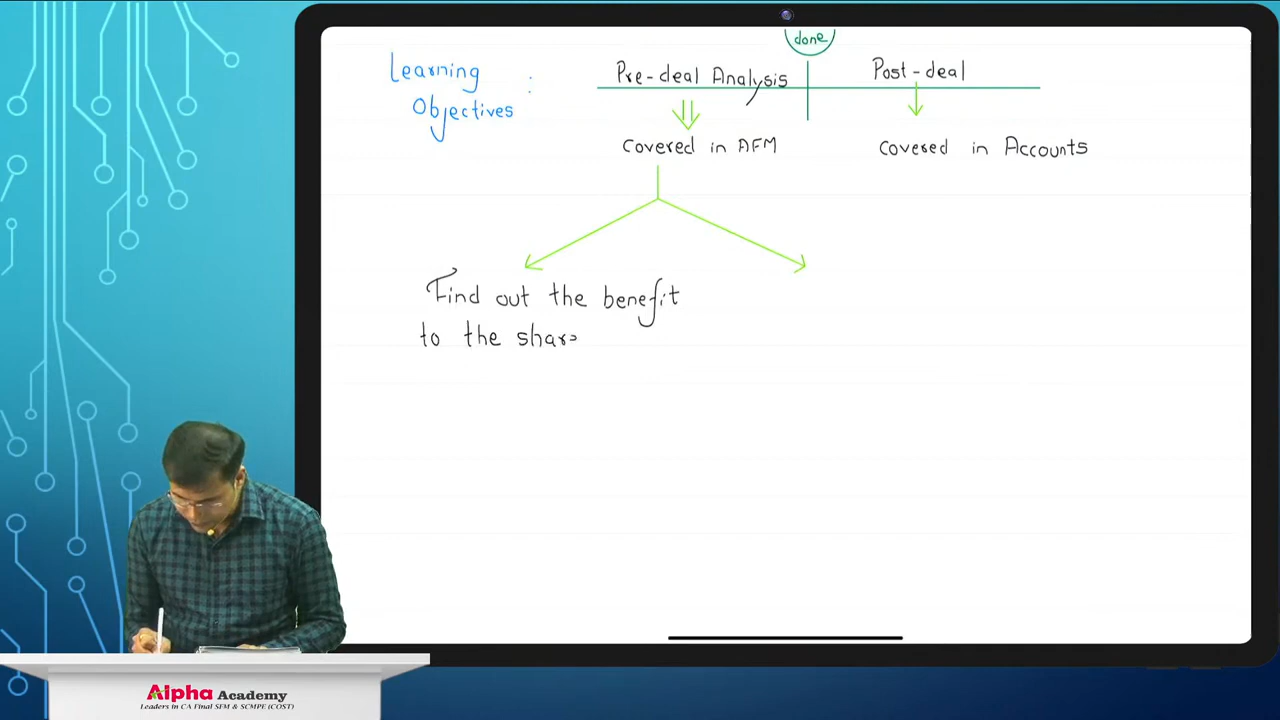 done
Learning
Objectives :
Pre-deal Analysis
Post-deal
Covered in AFM
Covered in Accounts
Find out the benefit
to the shar
Alpha Academy
Leaders in CA Final SFM & SCMPE (COST)